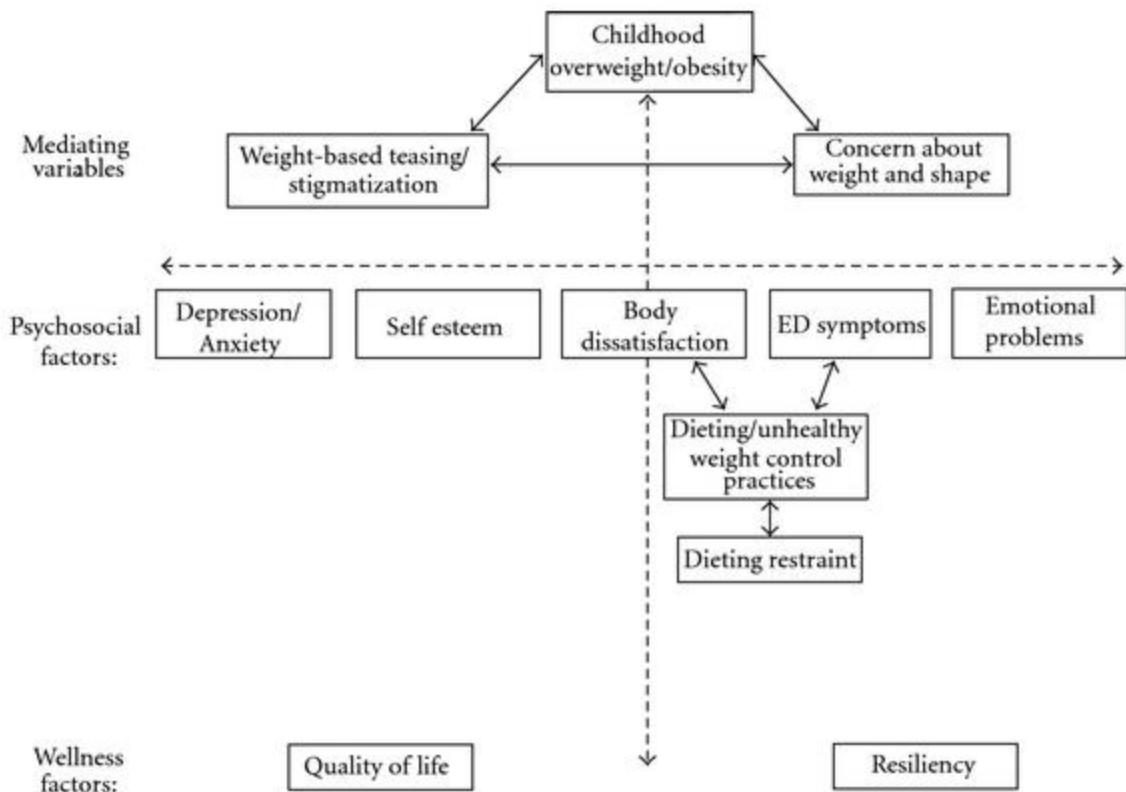 Childhood
overweight/obesity
Mediating
variables
Weight-based teasing/
stigmatization
Concern about
weight and shape
Psychosocial
factors:
Depression/
Anxiety
Self esteem
Body
dissatisfaction
ED symptoms
Emotional
problems
Dieting/unhealthy
weight control
practices
Dieting restraint
Wellness
factors:
Quality of life
Resiliency